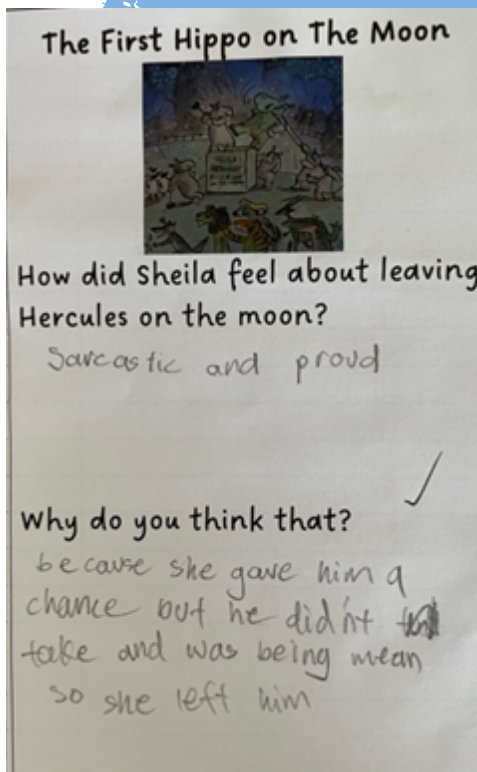 The First Hippo on The Moon
How did Sheila feel about leaving
Hercules on the moon?
Sarcastic and proud
Why do you think that?
because she gave him a
chance but he didn't
take and was being mean
so she left him